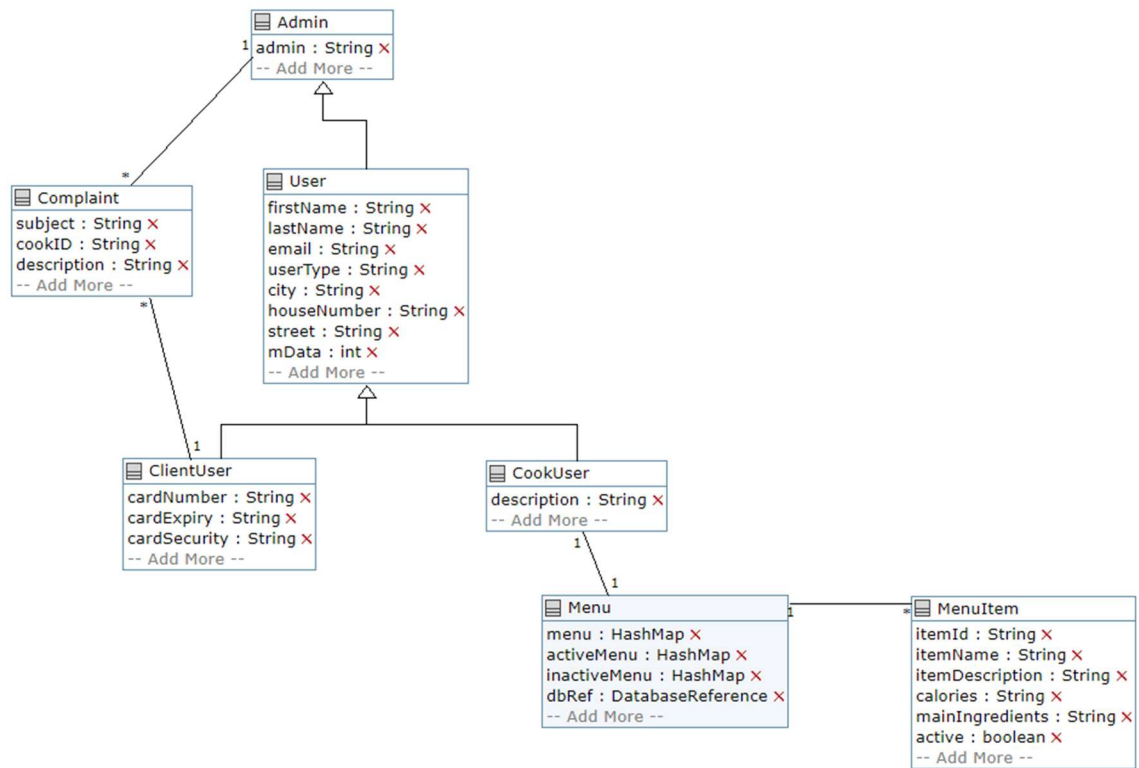 Admin
admin : String ×
-- Add More --
1
*
Complaint
subject : String ×
cookID : String ×
description : String ×
-- Add More --
*
User
firstName : String ×
lastName : String ×
email : String ×
userType : String ×
city : String ×
houseNumber : String ×
street : String ×
mData : int ×
-- Add More --
1
ClientUser
cardNumber : String ×
cardExpiry : String ×
cardSecurity : String ×
-- Add More --
CookUser
description : String ×
-- Add More --
1
1
Menu
menu : HashMap ×
activeMenu : HashMap ×
inactiveMenu : HashMap ×
dbRef : DatabaseReference ×
-- Add More --
1
*
MenuItem
itemId : String ×
itemName : String ×
itemDescription : String ×
calories : String ×
mainIngredients : String ×
active : boolean ×
-- Add More --